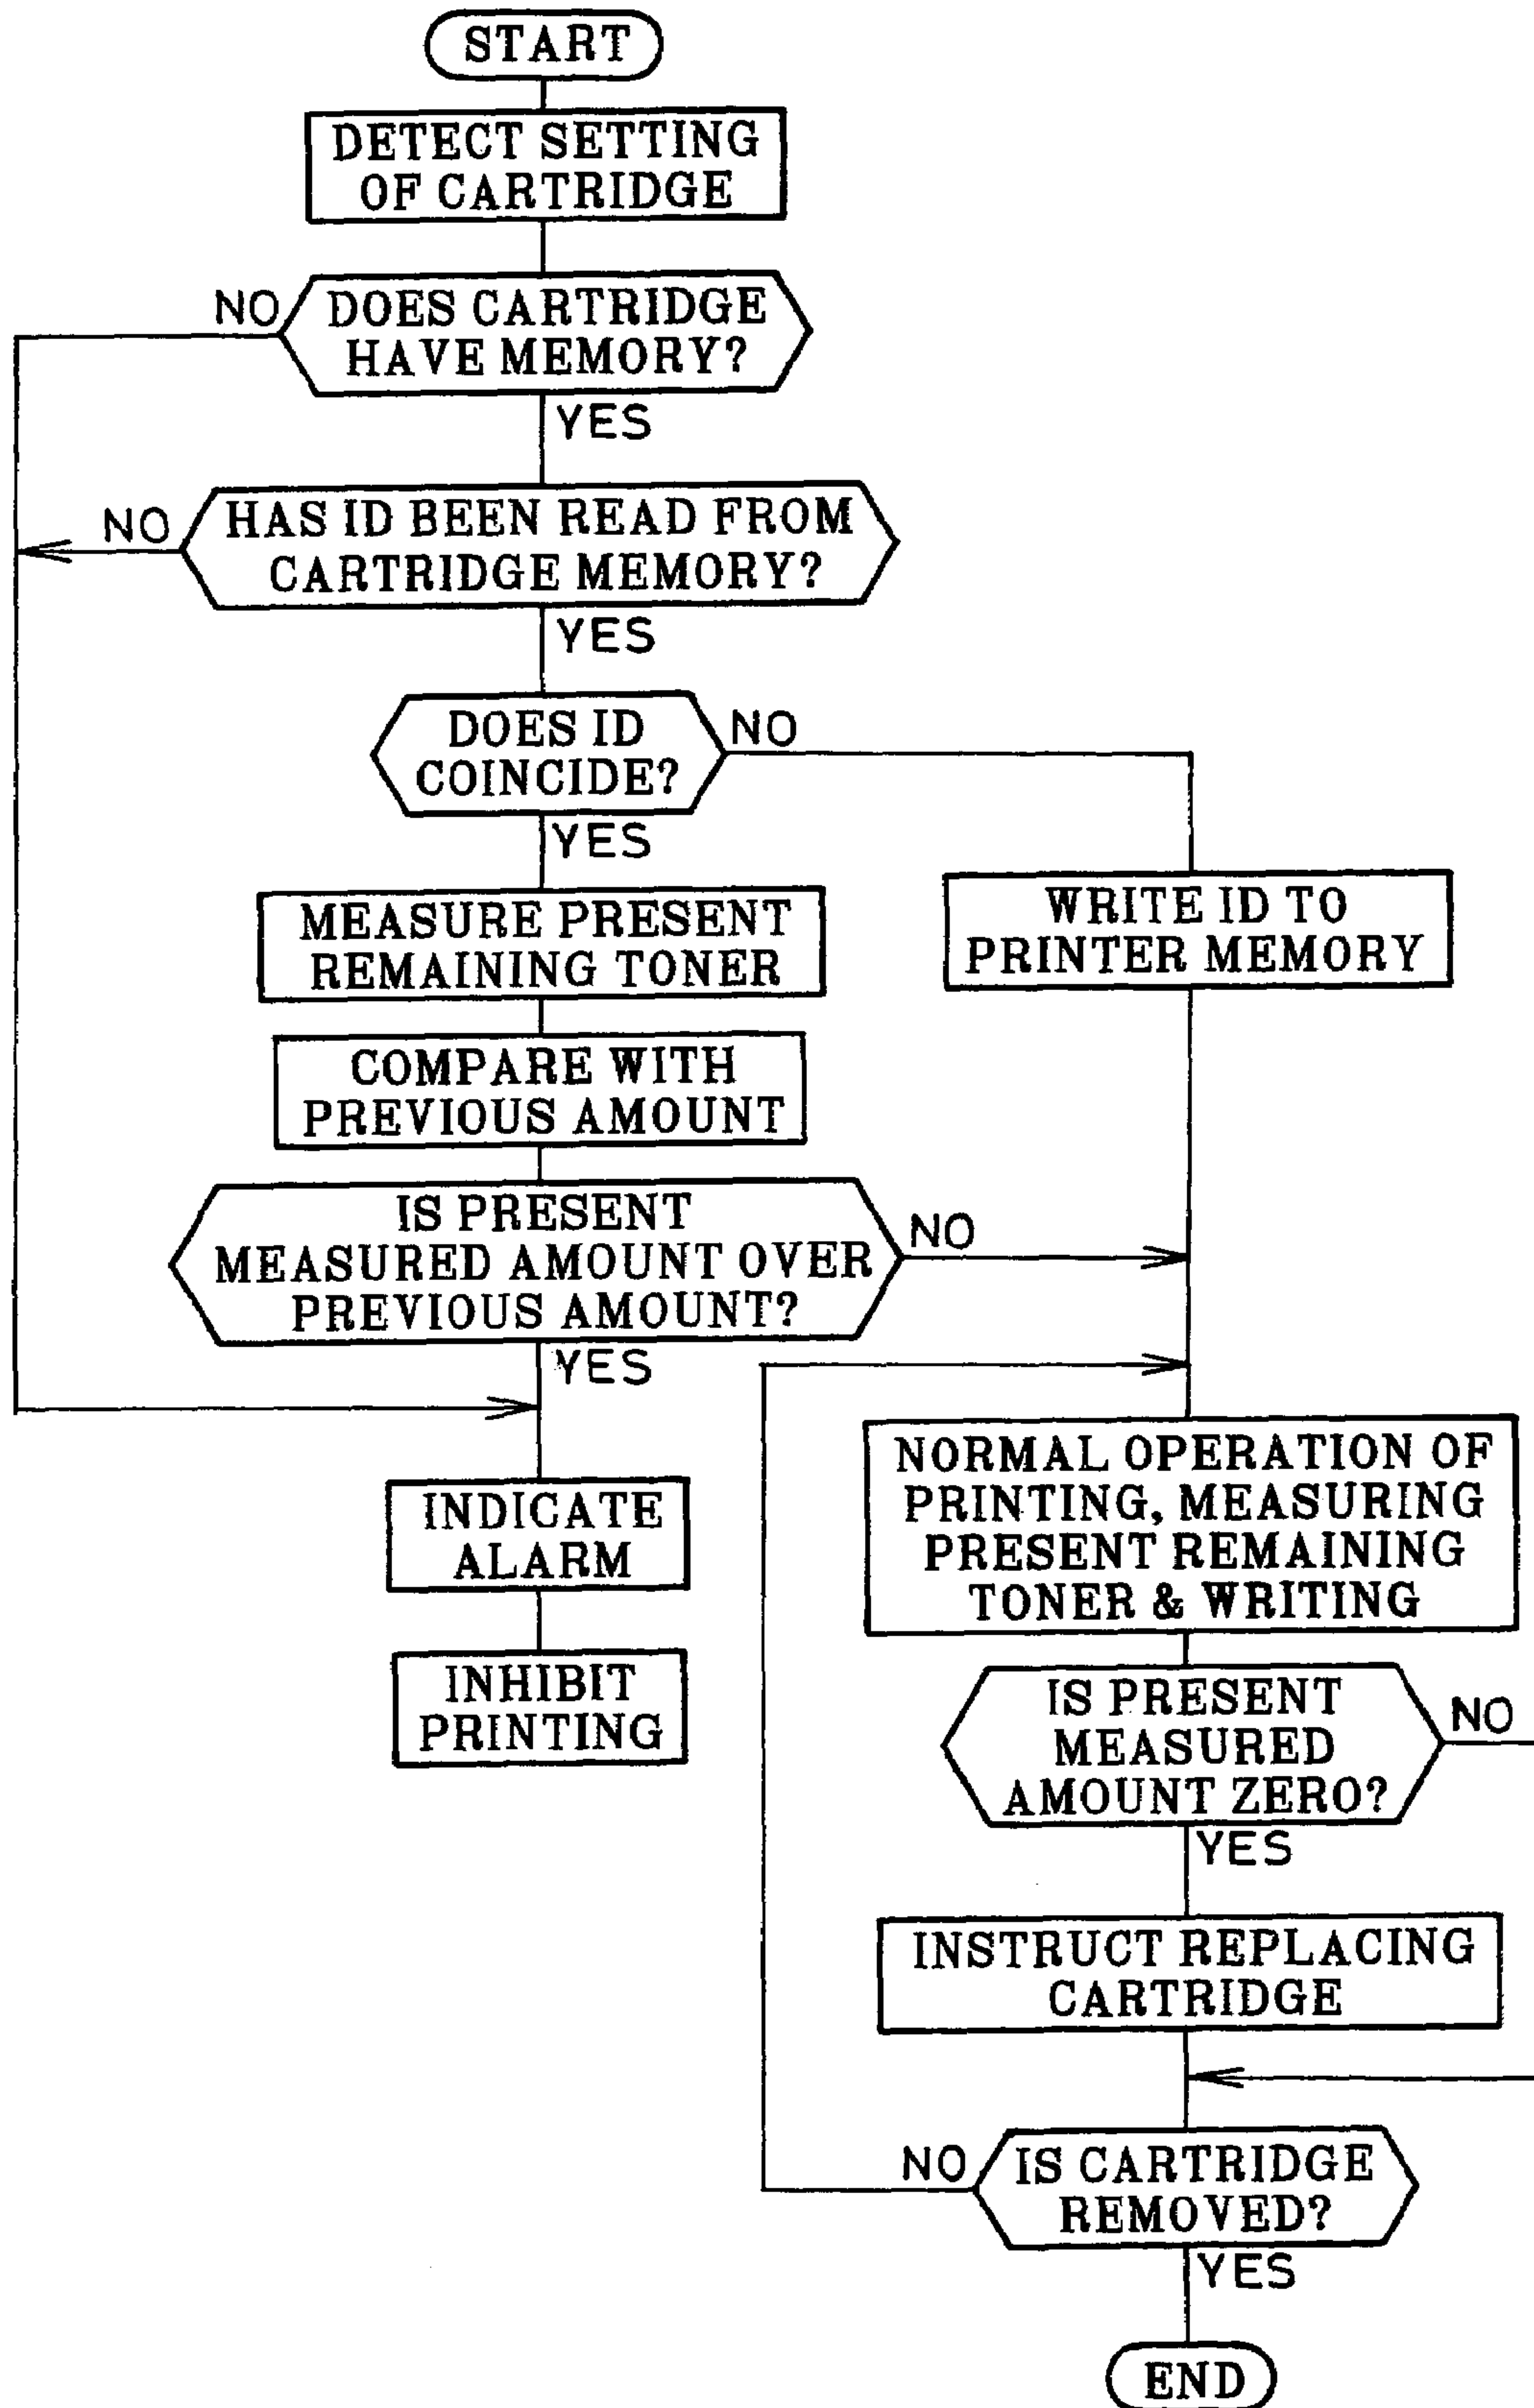 START
DETECT SETTING
OF CARTRIDGE
NO
DOES CARTRIDGE
HAVE MEMORY?
YES
NO
HAS ID BEEN READ FROM
CARTRIDGE MEMORY?
YES
DOES ID
COINCIDE?
NO
YES
MEASURE PRESENT
REMAINING TONER
WRITE ID TO
PRINTER MEMORY
COMPARE WITH
PREVIOUS AMOUNT
IS PRESENT
MEASURED AMOUNT OVER
PREVIOUS AMOUNT?
NO
YES
INDICATE
ALARM
INHIBIT
PRINTING
NORMAL OPERATION OF
PRINTING, MEASURING
PRESENT REMAINING
TONER & WRITING
IS PRESENT
MEASURED
AMOUNT ZERO?
NO
YES
INSTRUCT REPLACING
CARTRIDGE
NO
IS CARTRIDGE
REMOVED?
YES
END